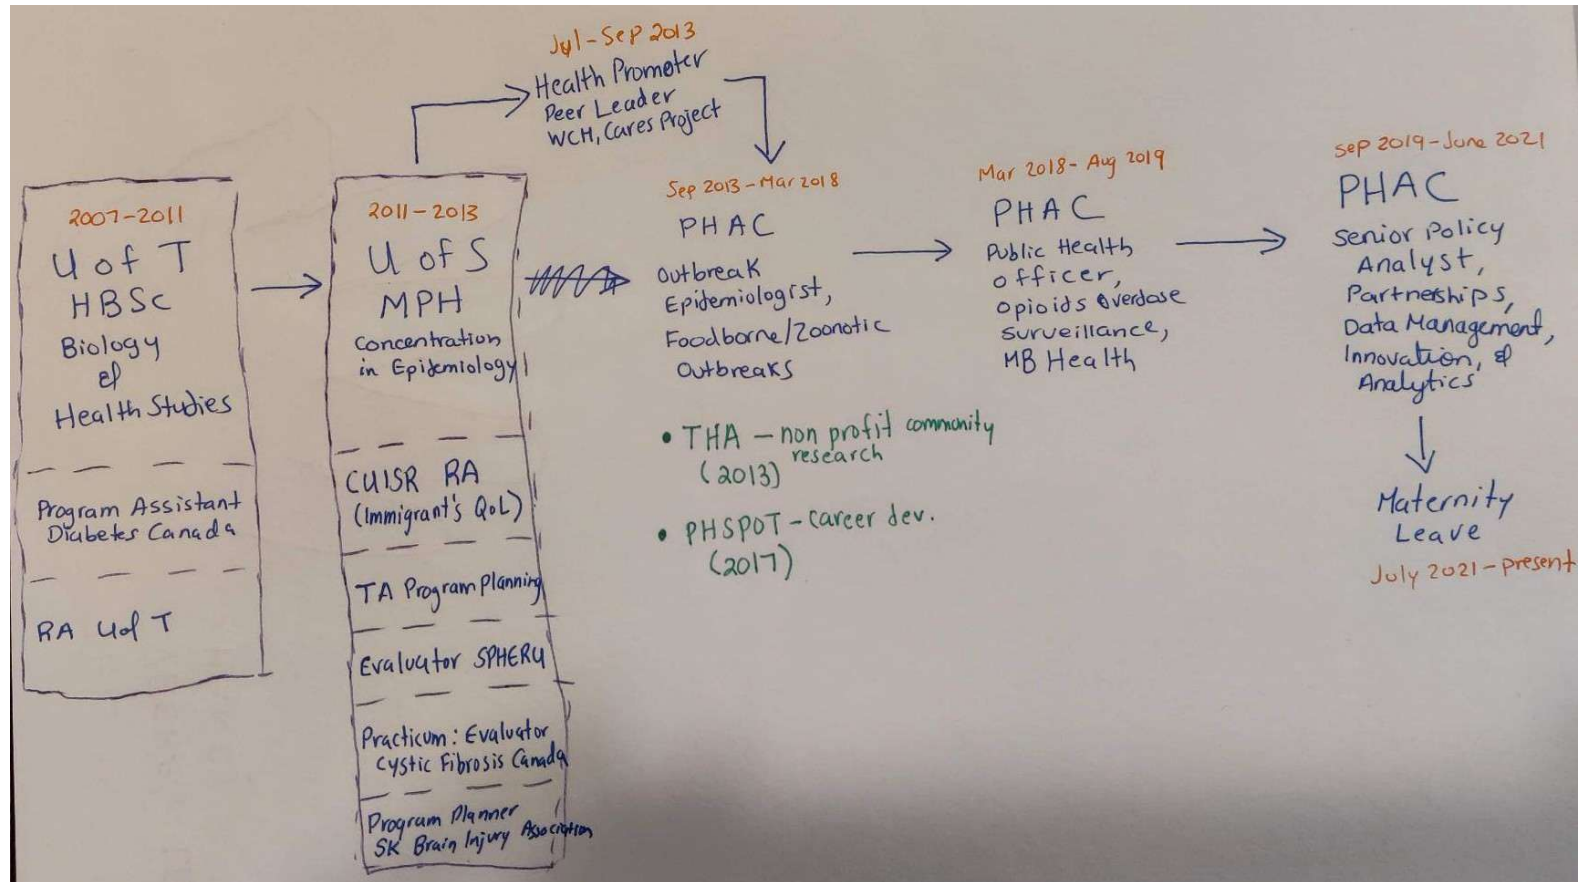 2007-2011
U of T
HBSc
Biology
&
Health Studies
Program Assistant
Diabetes Canada
RA U of T
2011-2013
U of S
MPH
Concentration
in Epidemiology
CUISR RA
(Immigrant's QoL)
TA Program Planning
Evaluator SPHERU
Practicum: Evaluator
Cystic Fibrosis Canada
Program Planner
SK Brain Injury Association
Jul-Sep 2013
Health Promoter
Peer Leader
WCH, Cares Project
Sep 2013-Mar 2018
PHAC
Outbreak
Epidemiologist,
Foodborne/Zoonotic
Outbreaks
• THA - non profit community
research
(2013)
• PHSPOT - career dev.
(2017)
Mar 2018-Aug 2019
PHAC
Public Health
Officer,
Opioids Overdose
Surveillance,
MB Health
Sep 2019-June 2021
PHAC
Senior Policy
Analyst,
Partnerships,
Data Management,
Innovation, &
Analytics
Maternity
Leave
July 2021-present